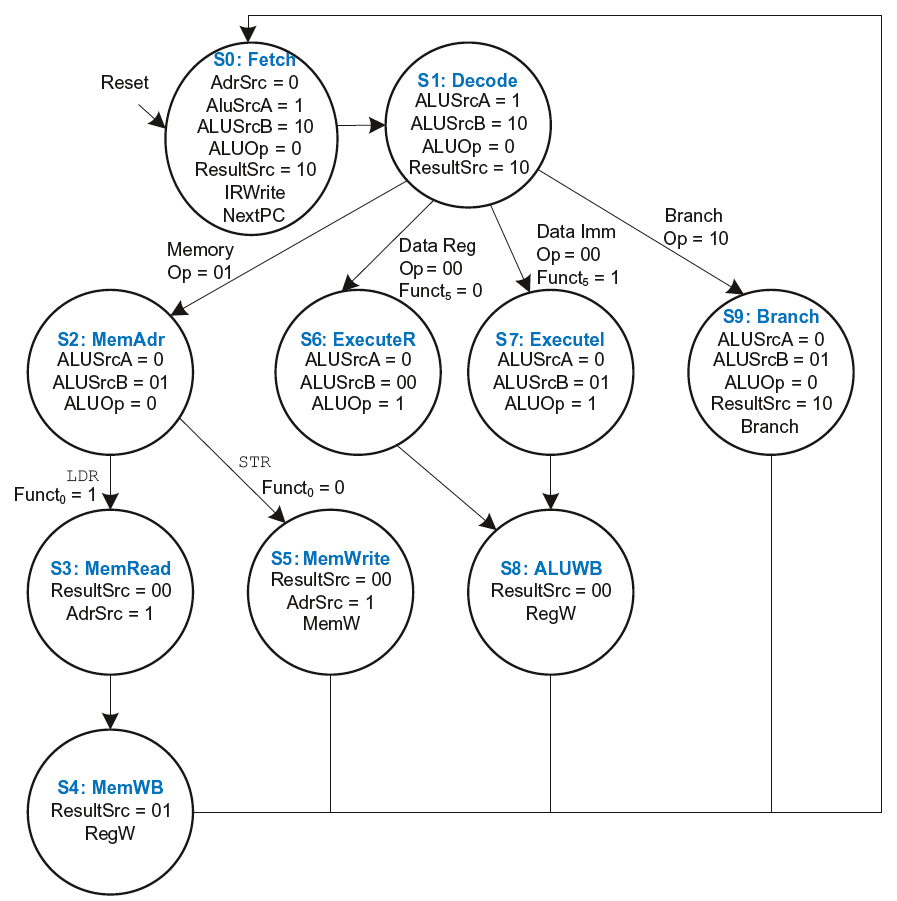 Reset
S0: Fetch
AdrSrc = 0
AluSrcA = 1
ALUSrcB = 10
ALUOp = 0
ResultSrc = 10
IRWrite
NextPC
S1: Decode
ALUSrcA = 1
ALUSrcB = 10
ALUOp = 0
ResultSrc = 10
Memory
Op = 01
Data Reg
Op = 00
Funct₅ = 0
Data Imm
Op = 00
Funct₅ = 1
Branch
Op = 10
S2: MemAdr
ALUSrcA = 0
ALUSrcB = 01
ALUOp = 0
S6: ExecuteR
ALUSrcA = 0
ALUSrcB = 00
ALUOp = 1
S7: ExecuteI
ALUSrcA = 0
ALUSrcB = 01
ALUOp = 1
S9: Branch
ALUSrcA = 0
ALUSrcB = 01
ALUOp = 0
ResultSrc = 10
Branch
LDR
Funct₀ = 1
STR
Funct₀ = 0
S3: MemRead
ResultSrc = 00
AdrSrc = 1
S5: MemWrite
ResultSrc = 00
AdrSrc = 1
MemW
S8: ALUWB
ResultSrc = 00
RegW
S4: MemWB
ResultSrc = 01
RegW